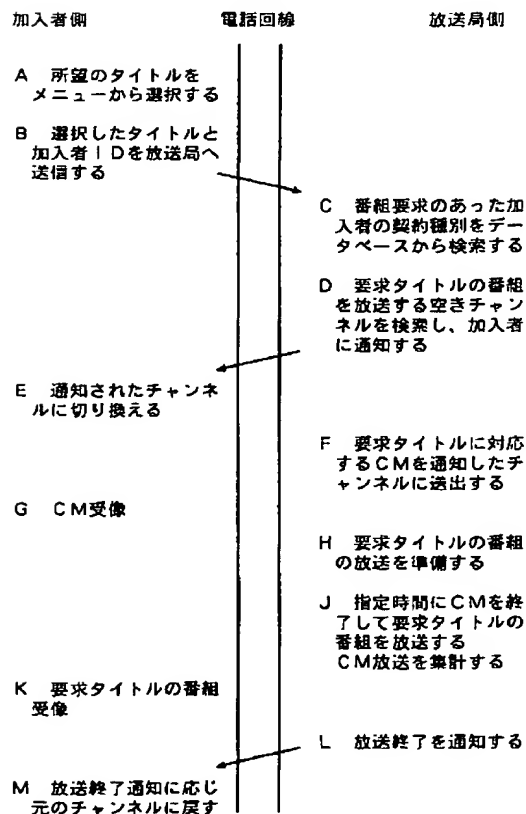 加入者側 電話回線 放送局側
A 所望のタイトルを
メニューから選択する
B 選択したタイトルと
加入者IDを放送局へ
送信する
C 番組要求のあった加
入者の契約種別をデー
タベースから検索する
D 要求タイトルの番組
を放送する空きチャン
ネルを検索し、加入者
に通知する
E 通知されたチャンネ
ルに切り換える
F 要求タイトルに対応
するCMを通知したチ
ャンネルに送出する
G CM受像
H 要求タイトルの番組
の放送を準備する
J 指定時間にCMを終
了して要求タイトルの
番組を放送する
CM放送を集計する
K 要求タイトルの番組
受像
L 放送終了を通知する
M 放送終了通知に応じ
元のチャンネルに戻す